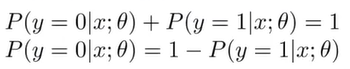 P(y = 0|x; θ) + P(y = 1|x; θ) = 1
P(y = 0|x; θ) = 1 − P(y = 1|x; θ)